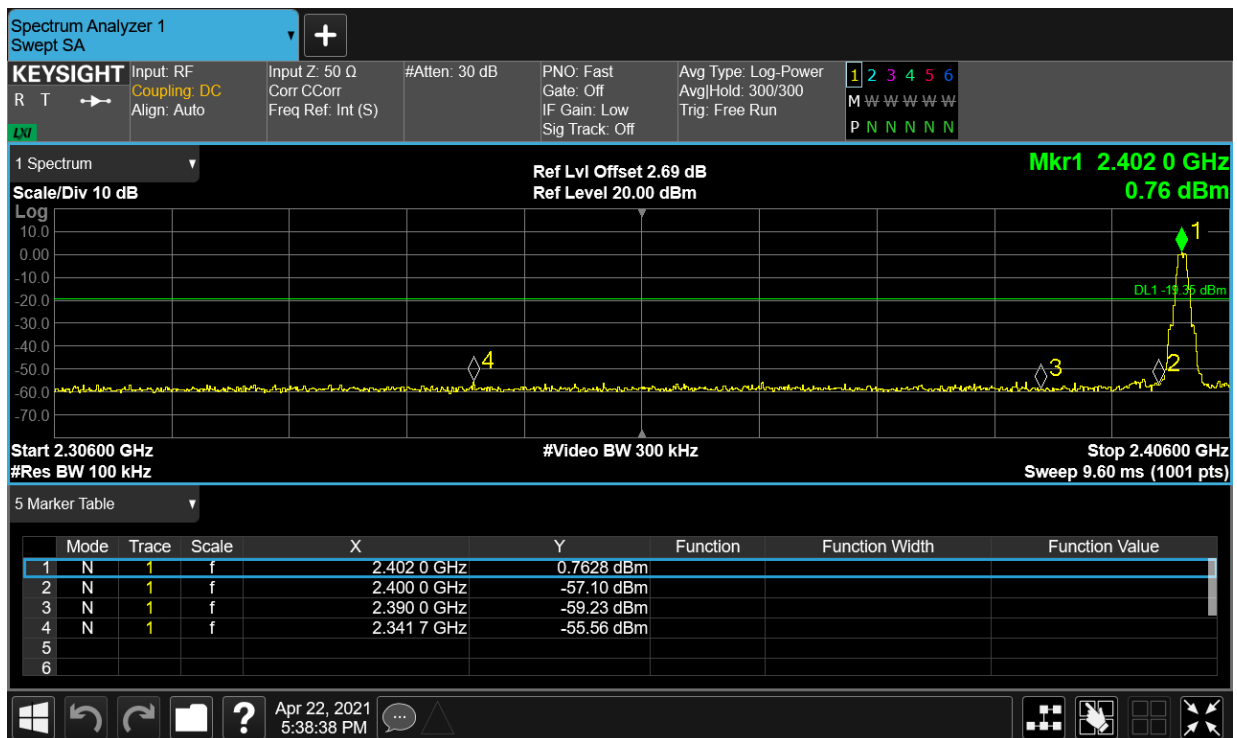 Spectrum Analyzer 1
Swept SA
KEYSIGHT
R T
LXI
Input: RF
Coupling: DC
Align: Auto
Input Z: 50 Ω
Corr CCorr
Freq Ref: Int (S)
#Atten: 30 dB
PNO: Fast
Gate: Off
IF Gain: Low
Sig Track: Off
Avg Type: Log-Power
Avg|Hold: 300/300
Trig: Free Run
1 2 3 4 5 6
M W W W W W
P N N N N N
1 Spectrum
Scale/Div 10 dB
Ref Lvl Offset 2.69 dB
Ref Level 20.00 dBm
Mkr1 2.402 0 GHz
0.76 dBm
Log
10.0
0.00
-10.0
-20.0
-30.0
-40.0
-50.0
-60.0
-70.0
1
DL1 -19.35 dBm
4
3
2
Start 2.30600 GHz
#Video BW 300 kHz
Stop 2.40600 GHz
#Res BW 100 kHz
Sweep 9.60 ms (1001 pts)
5 Marker Table
Mode Trace Scale X Y Function Function Width Function Value
1 N 1 f 2.402 0 GHz 0.7628 dBm
2 N 1 f 2.400 0 GHz -57.10 dBm
3 N 1 f 2.390 0 GHz -59.23 dBm
4 N 1 f 2.341 7 GHz -55.56 dBm
5
6
?
Apr 22, 2021
5:38:38 PM